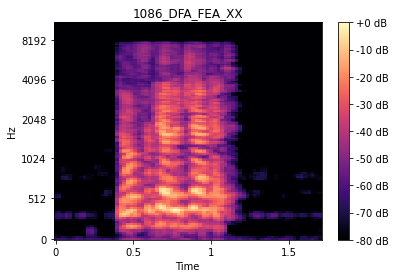 1086_DFA_FEA_XX
8192
4096
2048
1024
512
0
Hz
0
0.5
1
1.5
Time
+0 dB
-10 dB
-20 dB
-30 dB
-40 dB
-50 dB
-60 dB
-70 dB
-80 dB